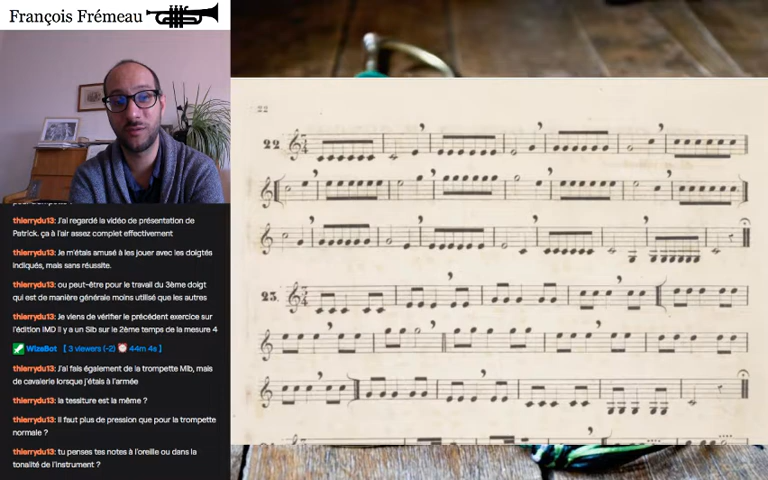 François Frémeau
thierrydu13: J'ai regardé la vidéo de présentation de
Patrick. ça à l'air assez complet effectivement
thierrydu13: Je m'étais amusé à les jouer avec les doigtés
indiqués, mais sans réussite.
thierrydu13: ou peut-être pour le travail du 3ème doigt
qui est de manière générale moins utilisé que les autres
thierrydu13: Je viens de vérifier le précédent exercice sur
l'édition IMD il y a un SIb sur le 2ème temps de la mesure 4
WizeBot [ 3 viewers (-2) 44m 4s ]
thierrydu13: J'ai fais également de la trompette MIb, mais
de cavalerie lorsque j'étais à l'armée
thierrydu13: la tessiture est la même ?
thierrydu13: Il faut plus de pression que pour la trompette
normale ?
thierrydu13: tu penses tes notes à l'oreille ou dans la
tonalité de l'instrument ?
22
22
23.